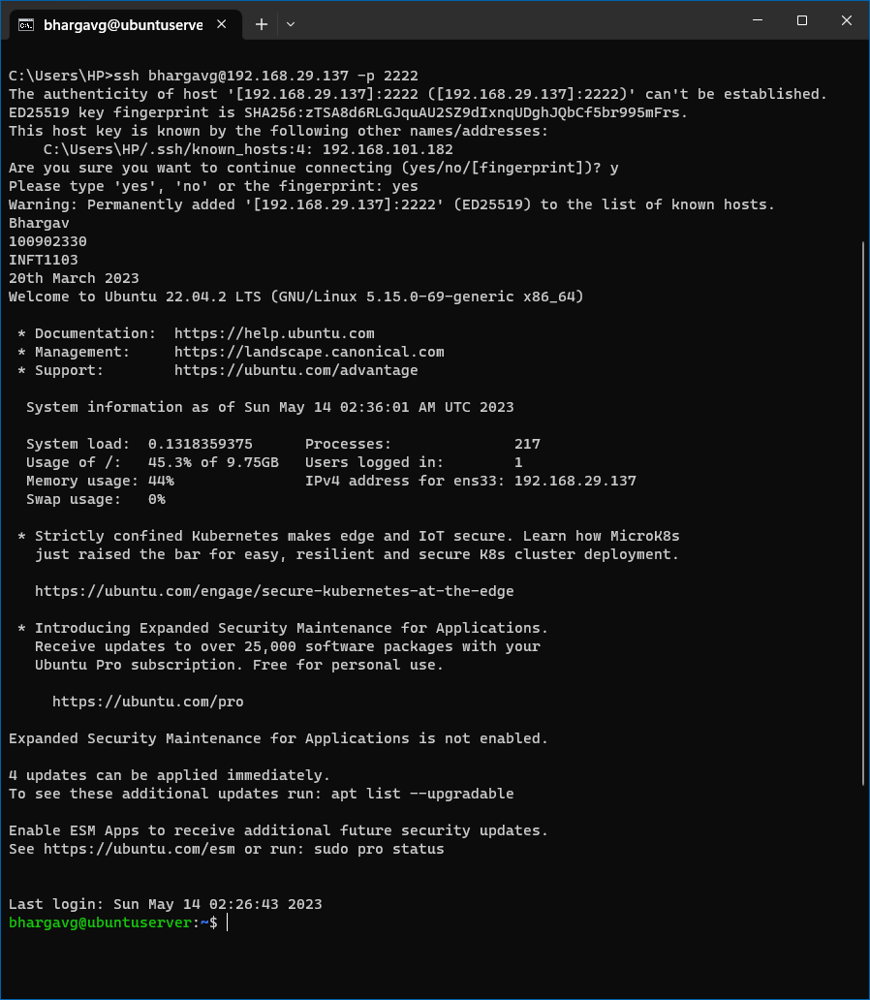 bhargavg@ubuntuserve
C:\Users\HP>ssh bhargavg@192.168.29.137 -p 2222
The authenticity of host '[192.168.29.137]:2222 ([192.168.29.137]:2222)' can't be established.
ED25519 key fingerprint is SHA256:zTSA8d6RLGJquAU2SZ9dIxnqUDghJQbCf5br995mFrs.
This host key is known by the following other names/addresses:
    C:\Users\HP/.ssh/known_hosts:4: 192.168.101.182
Are you sure you want to continue connecting (yes/no/[fingerprint])? y
Please type 'yes', 'no' or the fingerprint: yes
Warning: Permanently added '[192.168.29.137]:2222' (ED25519) to the list of known hosts.
Bhargav
100902330
INFT1103
20th March 2023
Welcome to Ubuntu 22.04.2 LTS (GNU/Linux 5.15.0-69-generic x86_64)
 * Documentation:  https://help.ubuntu.com
 * Management:     https://landscape.canonical.com
 * Support:        https://ubuntu.com/advantage
  System information as of Sun May 14 02:36:01 AM UTC 2023
  System load:  0.1318359375      Processes:              217
  Usage of /:   45.3% of 9.75GB   Users logged in:        1
  Memory usage: 44%               IPv4 address for ens33: 192.168.29.137
  Swap usage:   0%
 * Strictly confined Kubernetes makes edge and IoT secure. Learn how MicroK8s
   just raised the bar for easy, resilient and secure K8s cluster deployment.
   https://ubuntu.com/engage/secure-kubernetes-at-the-edge
 * Introducing Expanded Security Maintenance for Applications.
   Receive updates to over 25,000 software packages with your
   Ubuntu Pro subscription. Free for personal use.
     https://ubuntu.com/pro
Expanded Security Maintenance for Applications is not enabled.
4 updates can be applied immediately.
To see these additional updates run: apt list --upgradable
Enable ESM Apps to receive additional future security updates.
See https://ubuntu.com/esm or run: sudo pro status
Last login: Sun May 14 02:26:43 2023
bhargavg@ubuntuserver:~$